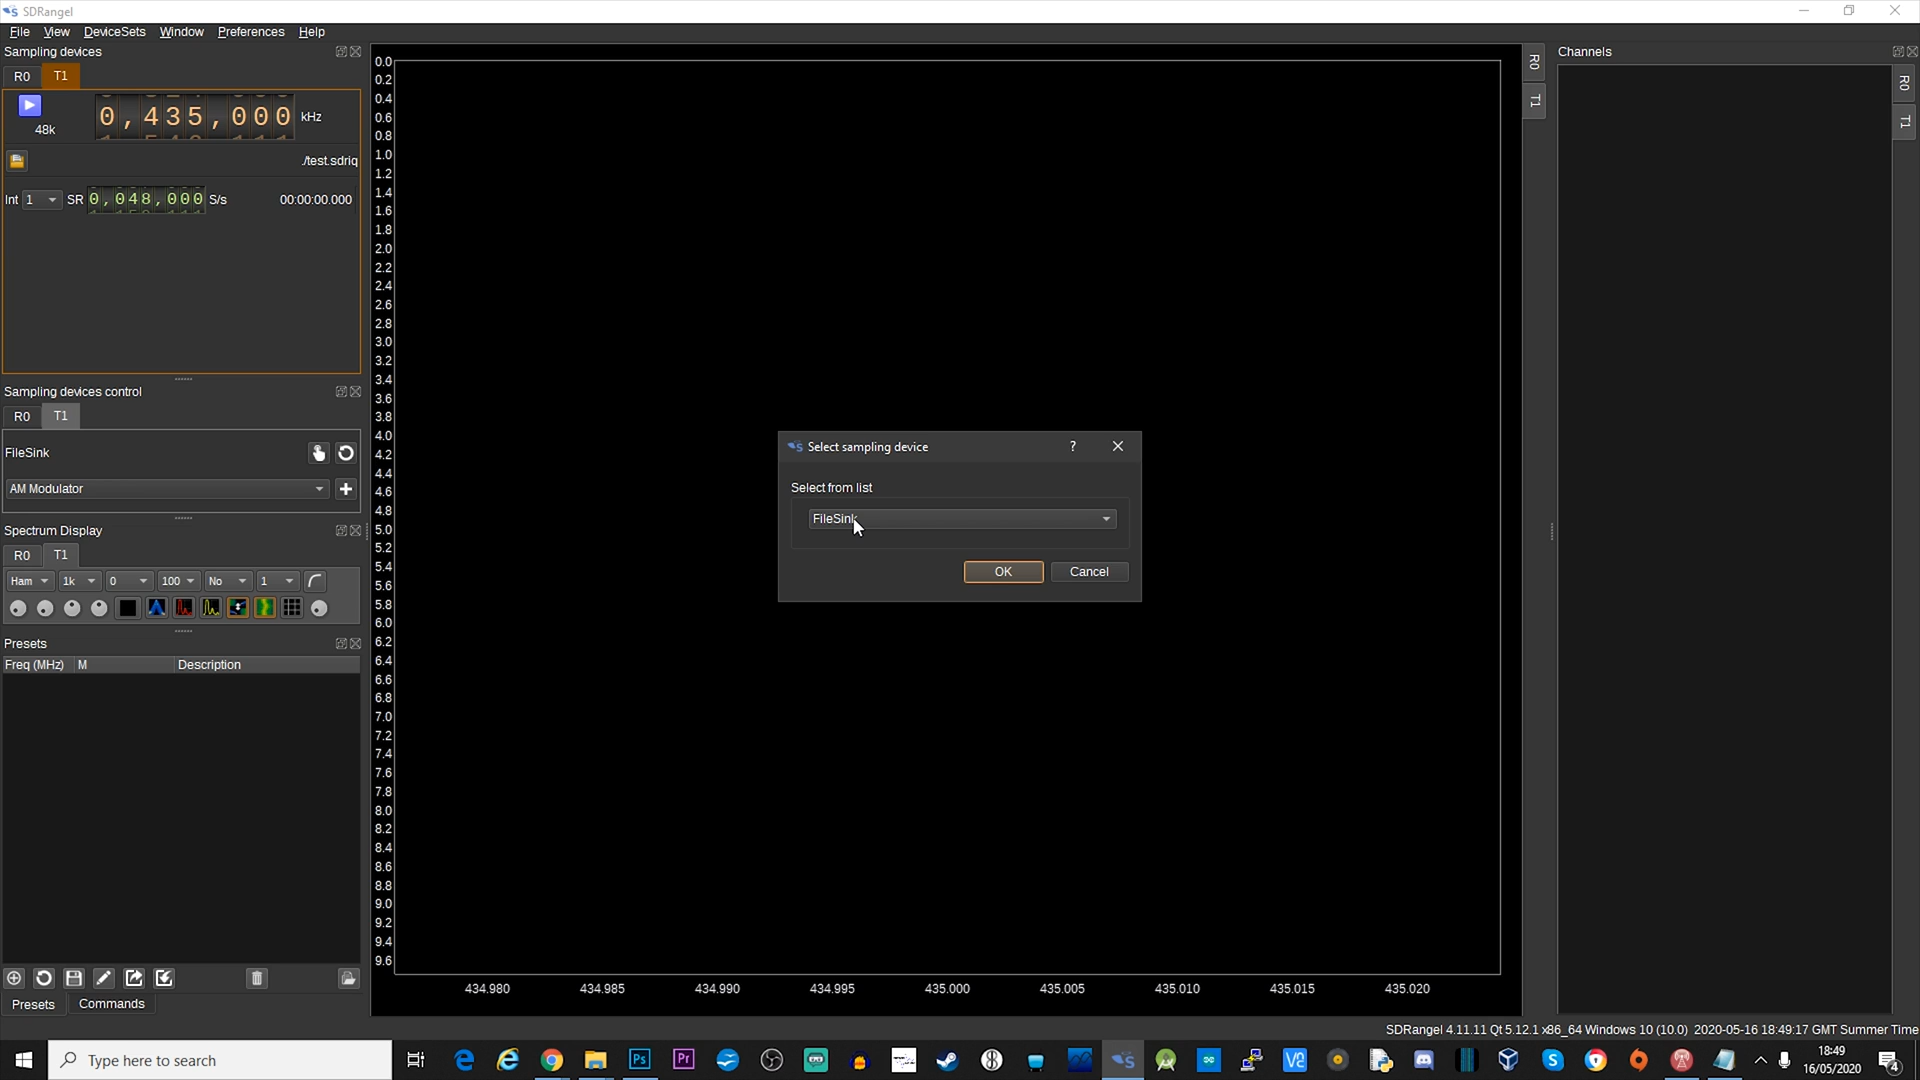 SDRangel
File View DeviceSets Window Preferences Help
Sampling devices
R0 T1
0,435,000 kHz
48k
./test.sdriq
Int 1 SR 0,048,000 S/s 00:00:00.000
Sampling devices control
R0 T1
FileSink
AM Modulator
Spectrum Display
R0 T1
Ham 1k 0 100 No 1
Presets
Freq (MHz) M Description
Presets Commands
0.0
0.2
0.4
0.6
0.8
1.0
1.2
1.4
1.6
1.8
2.0
2.2
2.4
2.6
2.8
3.0
3.2
3.4
3.6
3.8
4.0
4.2
4.4
4.6
4.8
5.0
5.2
5.4
5.6
5.8
6.0
6.2
6.4
6.6
6.8
7.0
7.2
7.4
7.6
7.8
8.0
8.2
8.4
8.6
8.8
9.0
9.2
9.4
9.6
434.980 434.985 434.990 434.995 435.000 435.005 435.010 435.015 435.020
Select sampling device ?
Select from list
FileSink
OK Cancel
R0
T1
Channels
R0
T1
SDRangel 4.11.11 Qt 5.12.1 x86_64 Windows 10 (10.0) 2020-05-16 18:49:17 GMT Summer Time
Type here to search
Ps
Pr
18:49
16/05/2020
4